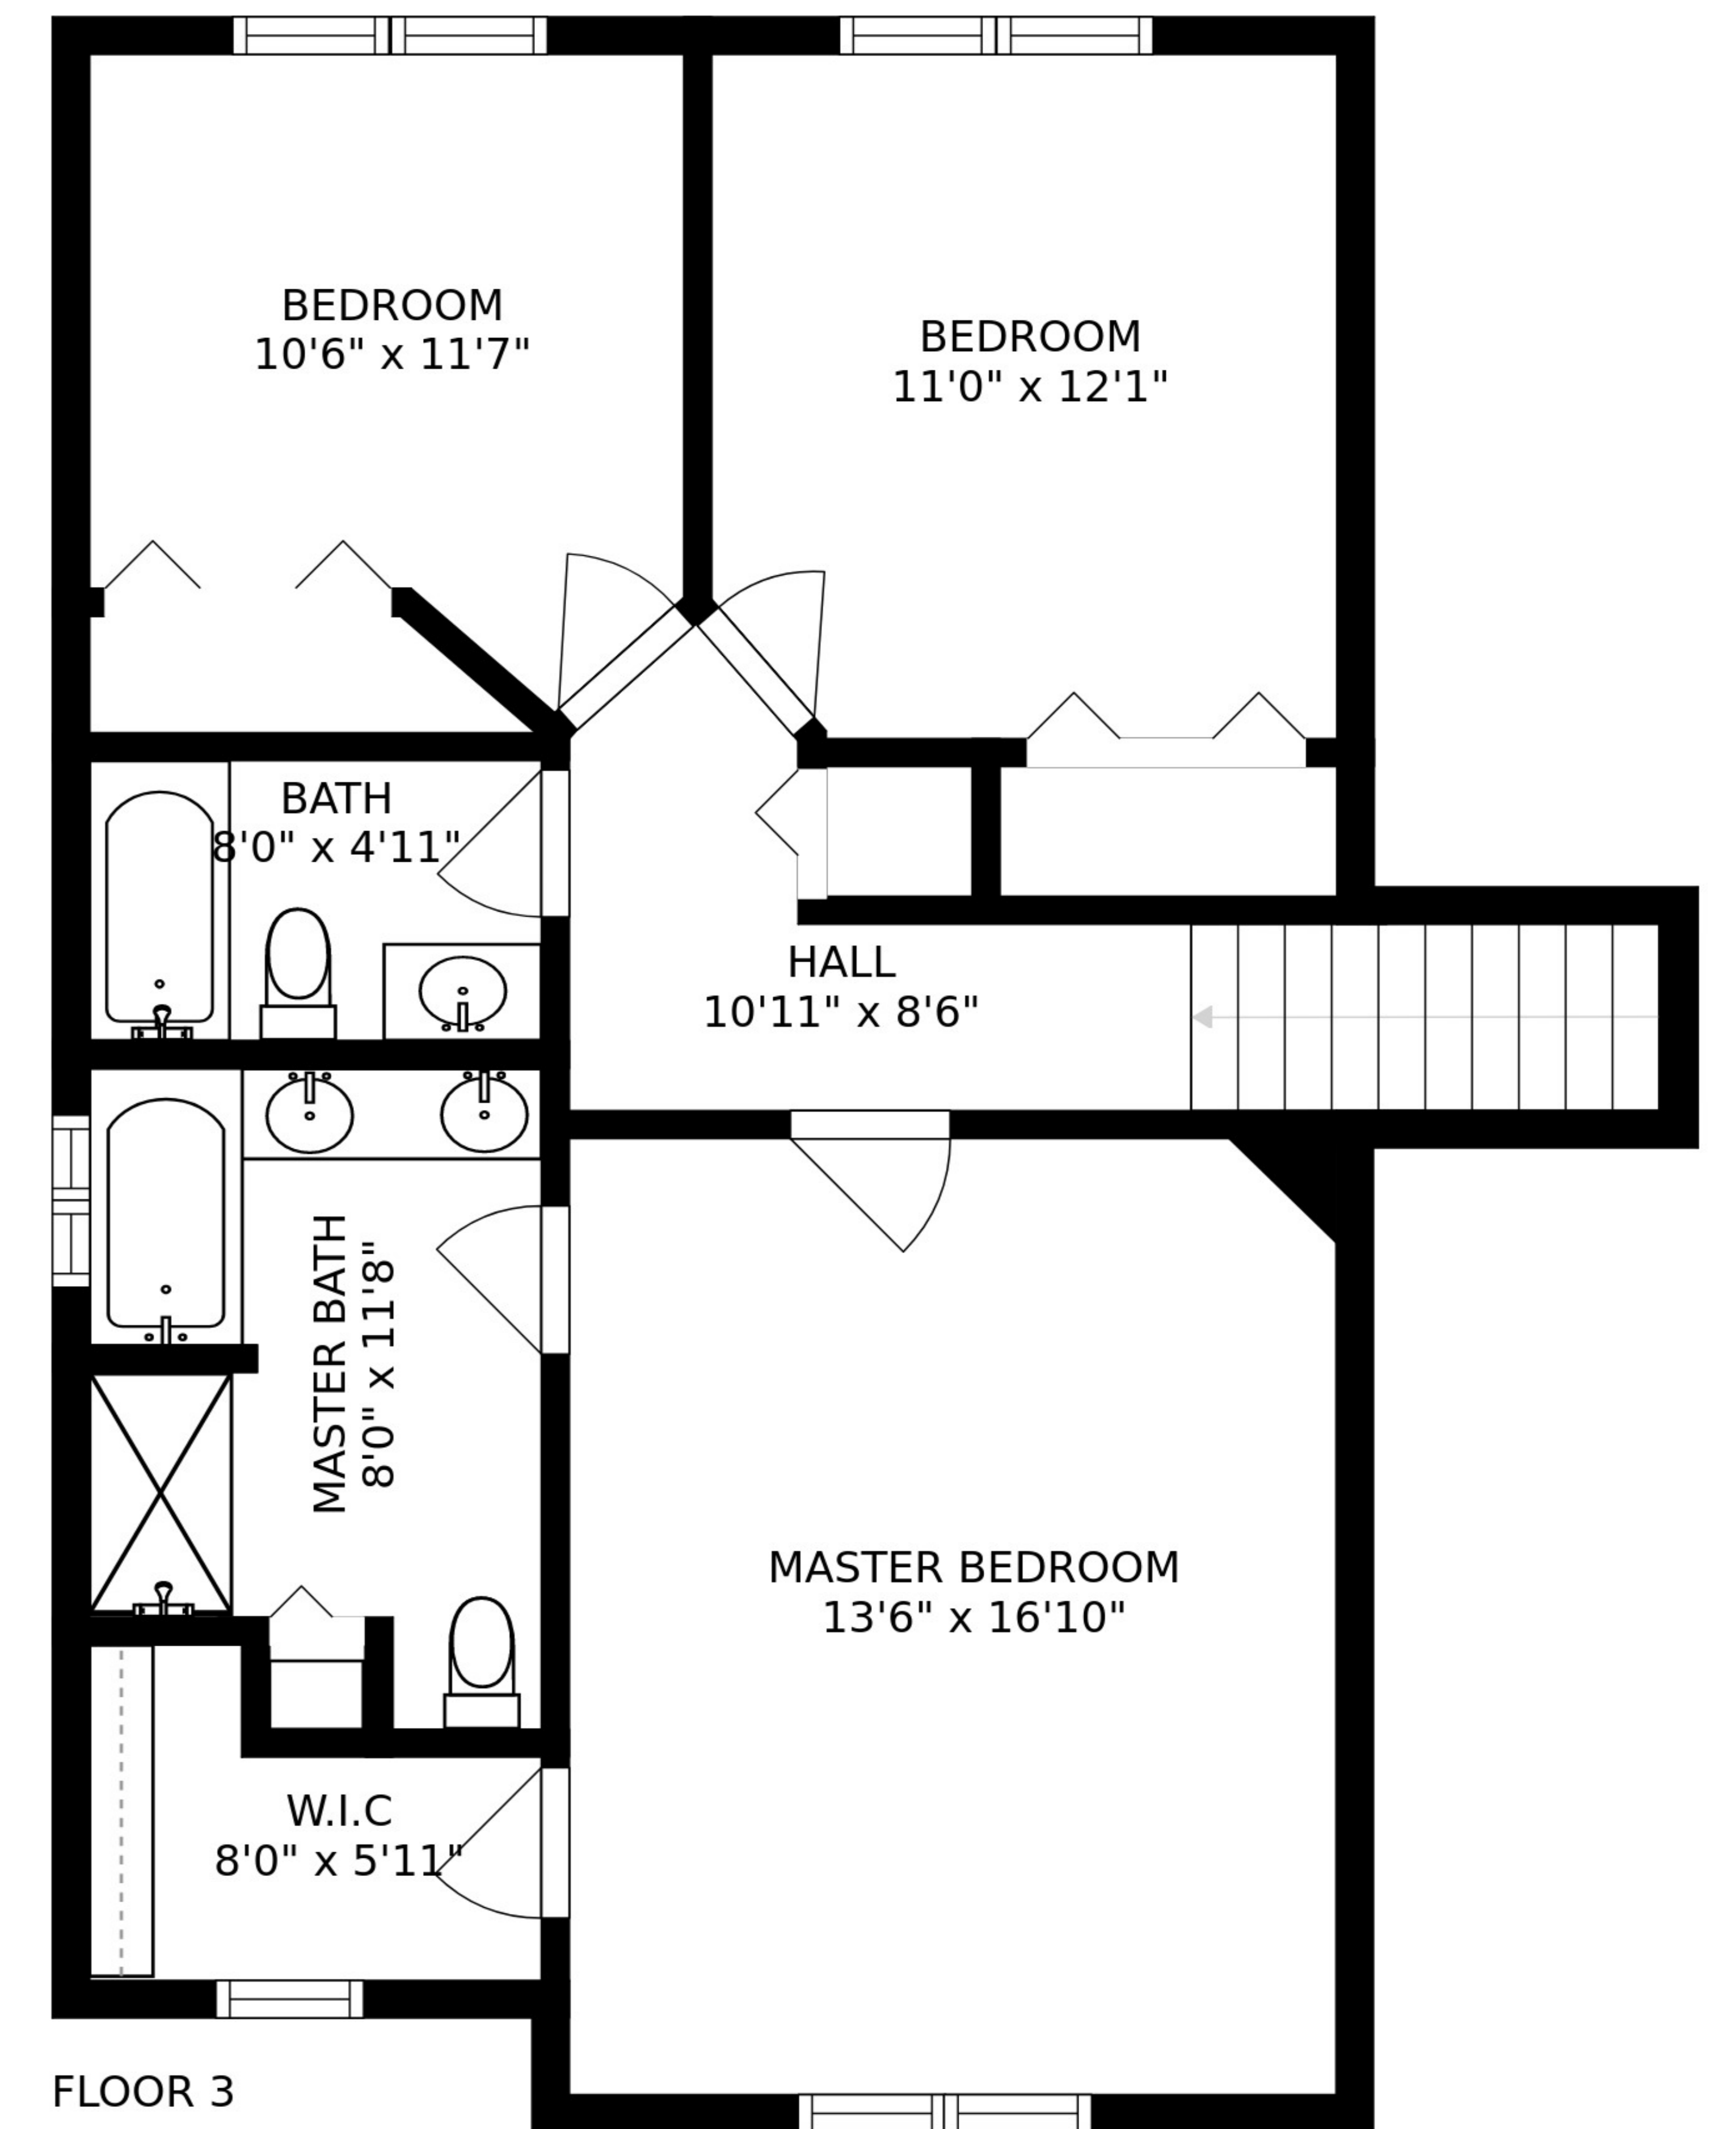 BEDROOM
10'6" x 11'7"
BEDROOM
11'0" x 12'1"
BATH
8'0" x 4'11"
HALL
10'11" x 8'6"
MASTER BATH
8'0" x 11'8"
MASTER BEDROOM
13'6" x 16'10"
W.I.C
8'0" x 5'11"
FLOOR 3